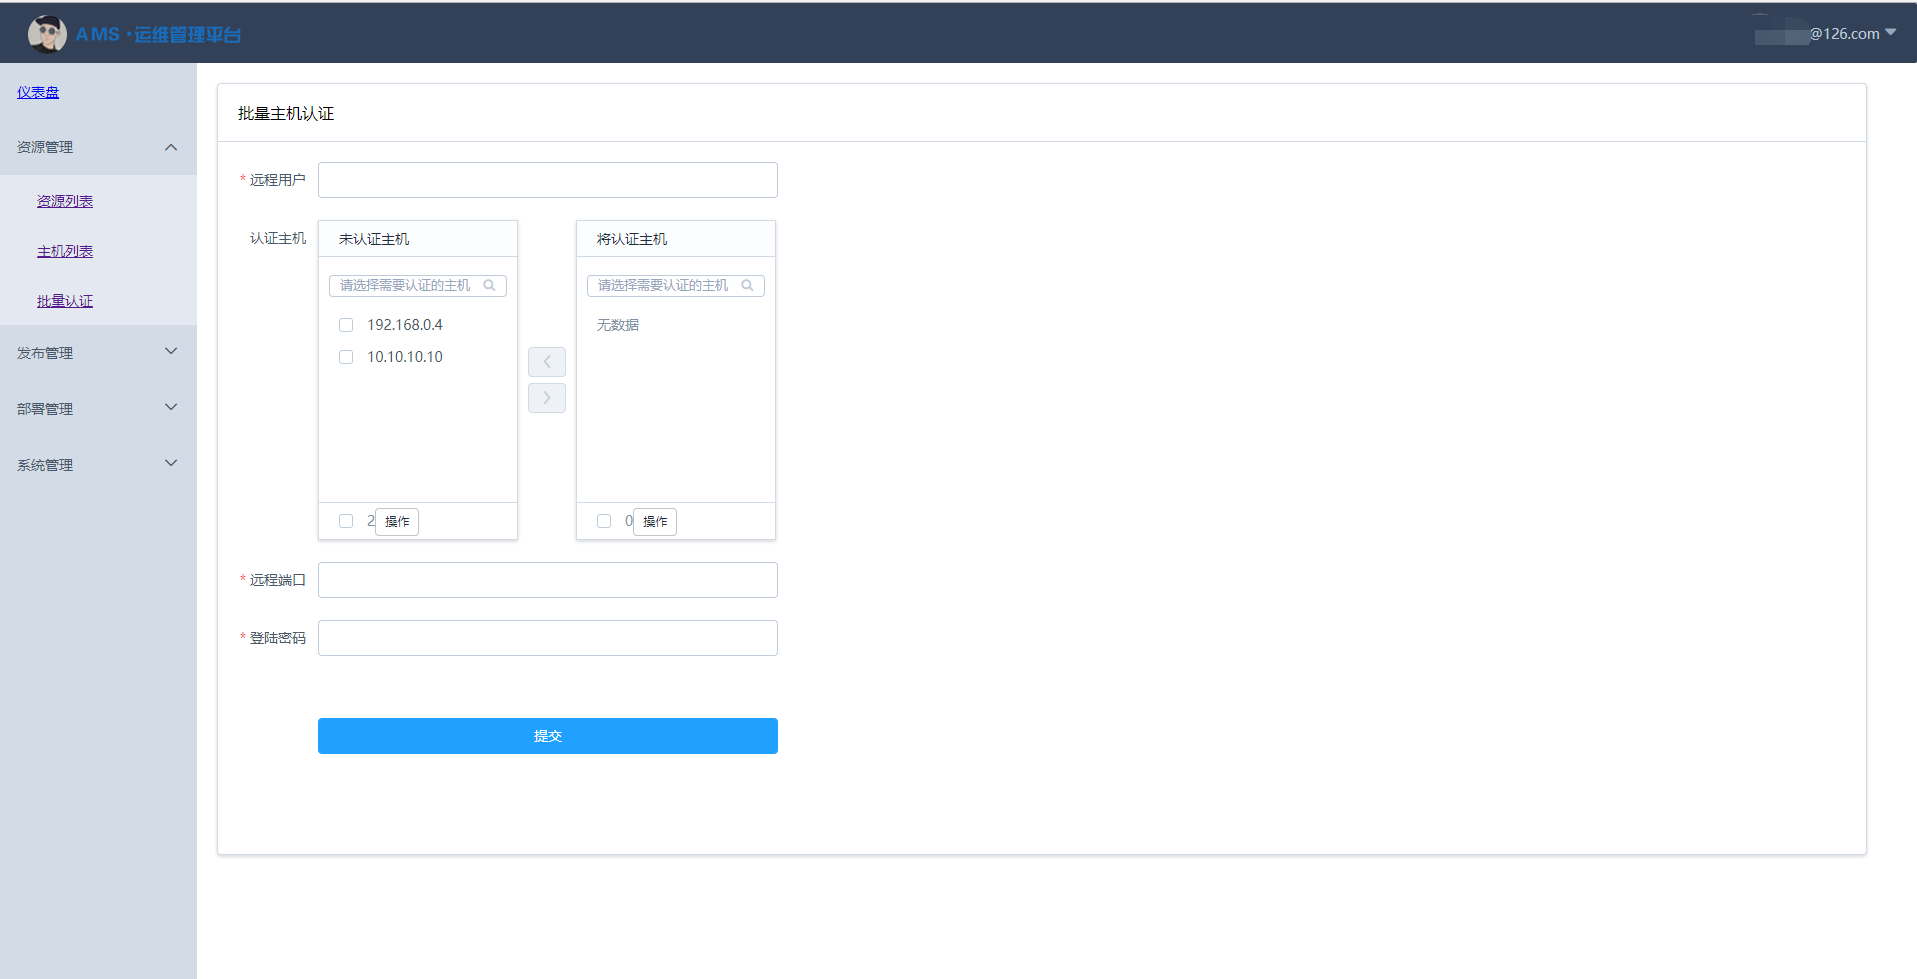 AMS·运维管理平台
@126.com
仪表盘
资源管理
资源列表
主机列表
批量认证
发布管理
部署管理
系统管理
批量主机认证
* 远程用户
认证主机
未认证主机
请选择需要认证的主机
192.168.0.4
10.10.10.10
2 操作
将认证主机
请选择需要认证的主机
无数据
0 操作
* 远程端口
* 登陆密码
提交